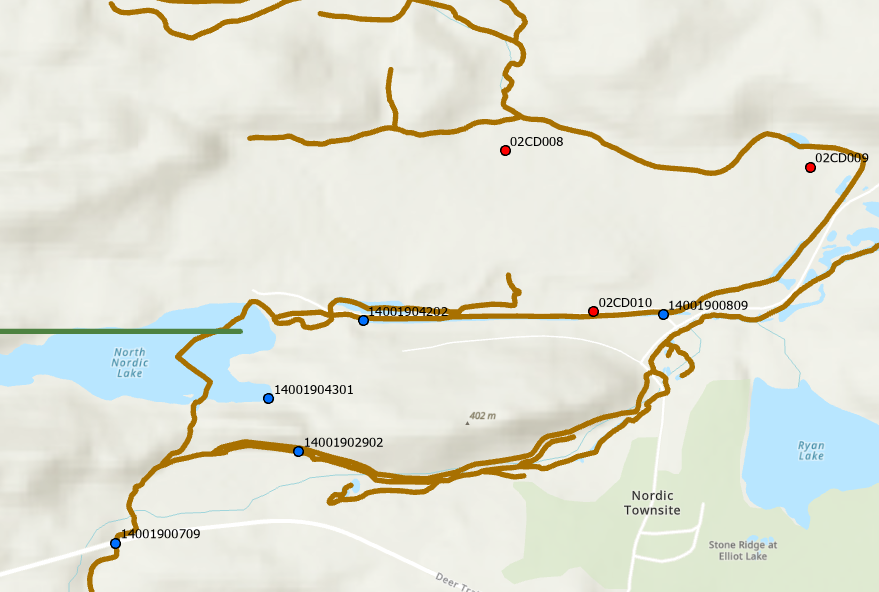 02CD008
02CD009
02CD010
14001900809
14001904202
North
Nordic
Lake
14001904301
402 m
14001902902
Ryan
Lake
Nordic
Townsite
14001900709
Stone Ridge at
Elliot Lake
Deer